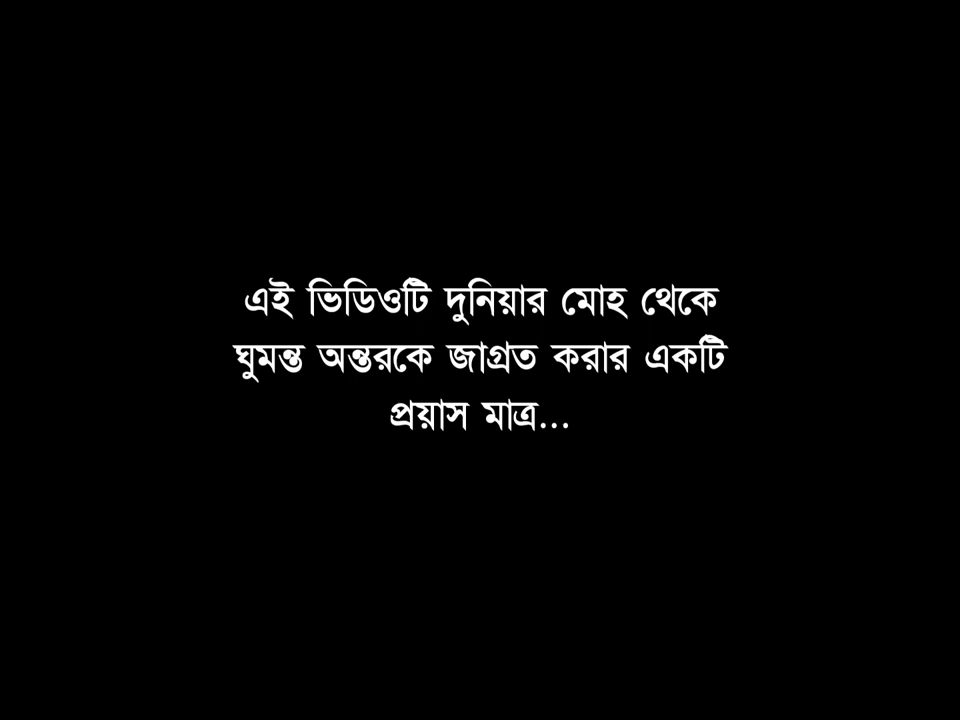 এই ভিডিওটি দুনিয়ার মোহ থেকে
ঘুমন্ত অন্তরকে জাগ্রত করার একটি
প্রয়াস মাত্র...